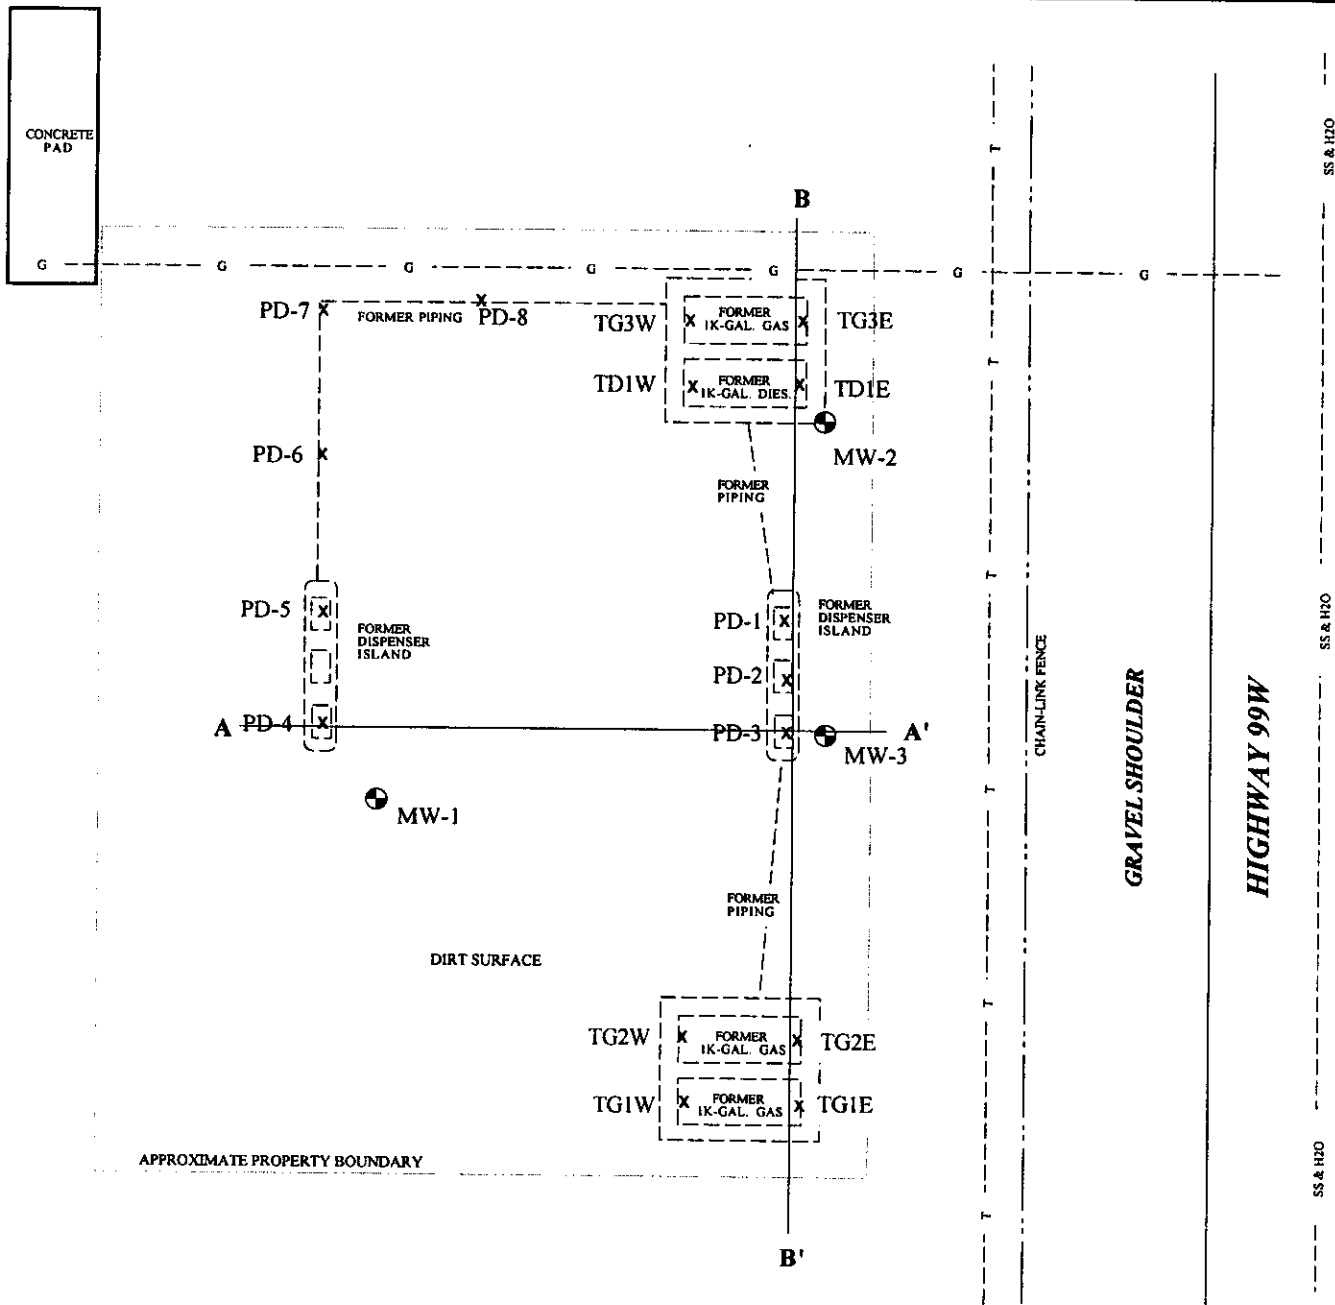 CONCRETE
PAD
B
G G G G G G G
PD-7
FORMER PIPING
PD-8
TG3W
FORMER
1K-GAL. GAS
TG3E
TD1W
FORMER
1K-GAL. DIES.
TD1E
MW-2
PD-6
FORMER
PIPING
PD-5
FORMER
DISPENSER
ISLAND
PD-4
PD-1
PD-2
PD-3
FORMER
DISPENSER
ISLAND
A
A'
MW-3
MW-1
FORMER
PIPING
DIRT SURFACE
TG2W
FORMER
1K-GAL. GAS
TG2E
TG1W
FORMER
1K-GAL. GAS
TG1E
APPROXIMATE PROPERTY BOUNDARY
B'
T
T
T
T
T
T
CHAIN-LINK FENCE
GRAVEL SHOULDER
HIGHWAY 99W
SS & H2O
SS & H2O
SS & H2O